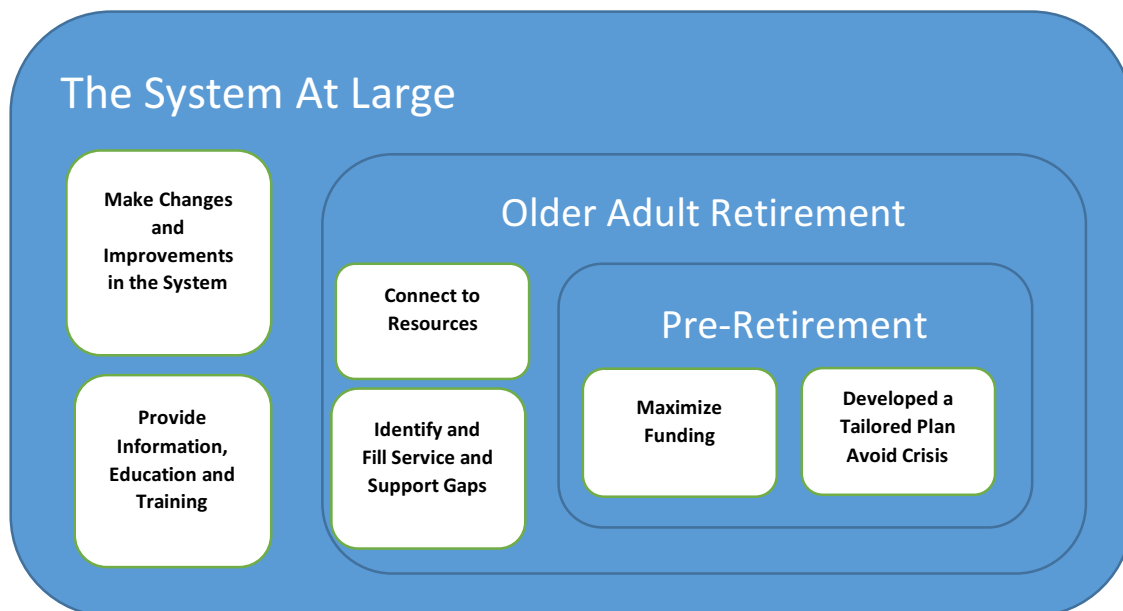 The System At Large
Make Changes
and
Improvements
in the System
Provide
Information,
Education and
Training
Older Adult Retirement
Connect to
Resources
Identify and
Fill Service and
Support Gaps
Pre-Retirement
Maximize
Funding
Developed a
Tailored Plan
Avoid Crisis